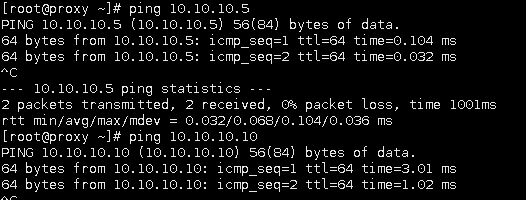 [root@proxy ~]# ping 10.10.10.5
PING 10.10.10.5 (10.10.10.5) 56(84) bytes of data.
64 bytes from 10.10.10.5: icmp_seq=1 ttl=64 time=0.104 ms
64 bytes from 10.10.10.5: icmp_seq=2 ttl=64 time=0.032 ms
^C
--- 10.10.10.5 ping statistics ---
2 packets transmitted, 2 received, 0% packet loss, time 1001ms
rtt min/avg/max/mdev = 0.032/0.068/0.104/0.036 ms
[root@proxy ~]# ping 10.10.10.10
PING 10.10.10.10 (10.10.10.10) 56(84) bytes of data.
64 bytes from 10.10.10.10: icmp_seq=1 ttl=64 time=3.01 ms
64 bytes from 10.10.10.10: icmp_seq=2 ttl=64 time=1.02 ms
^C